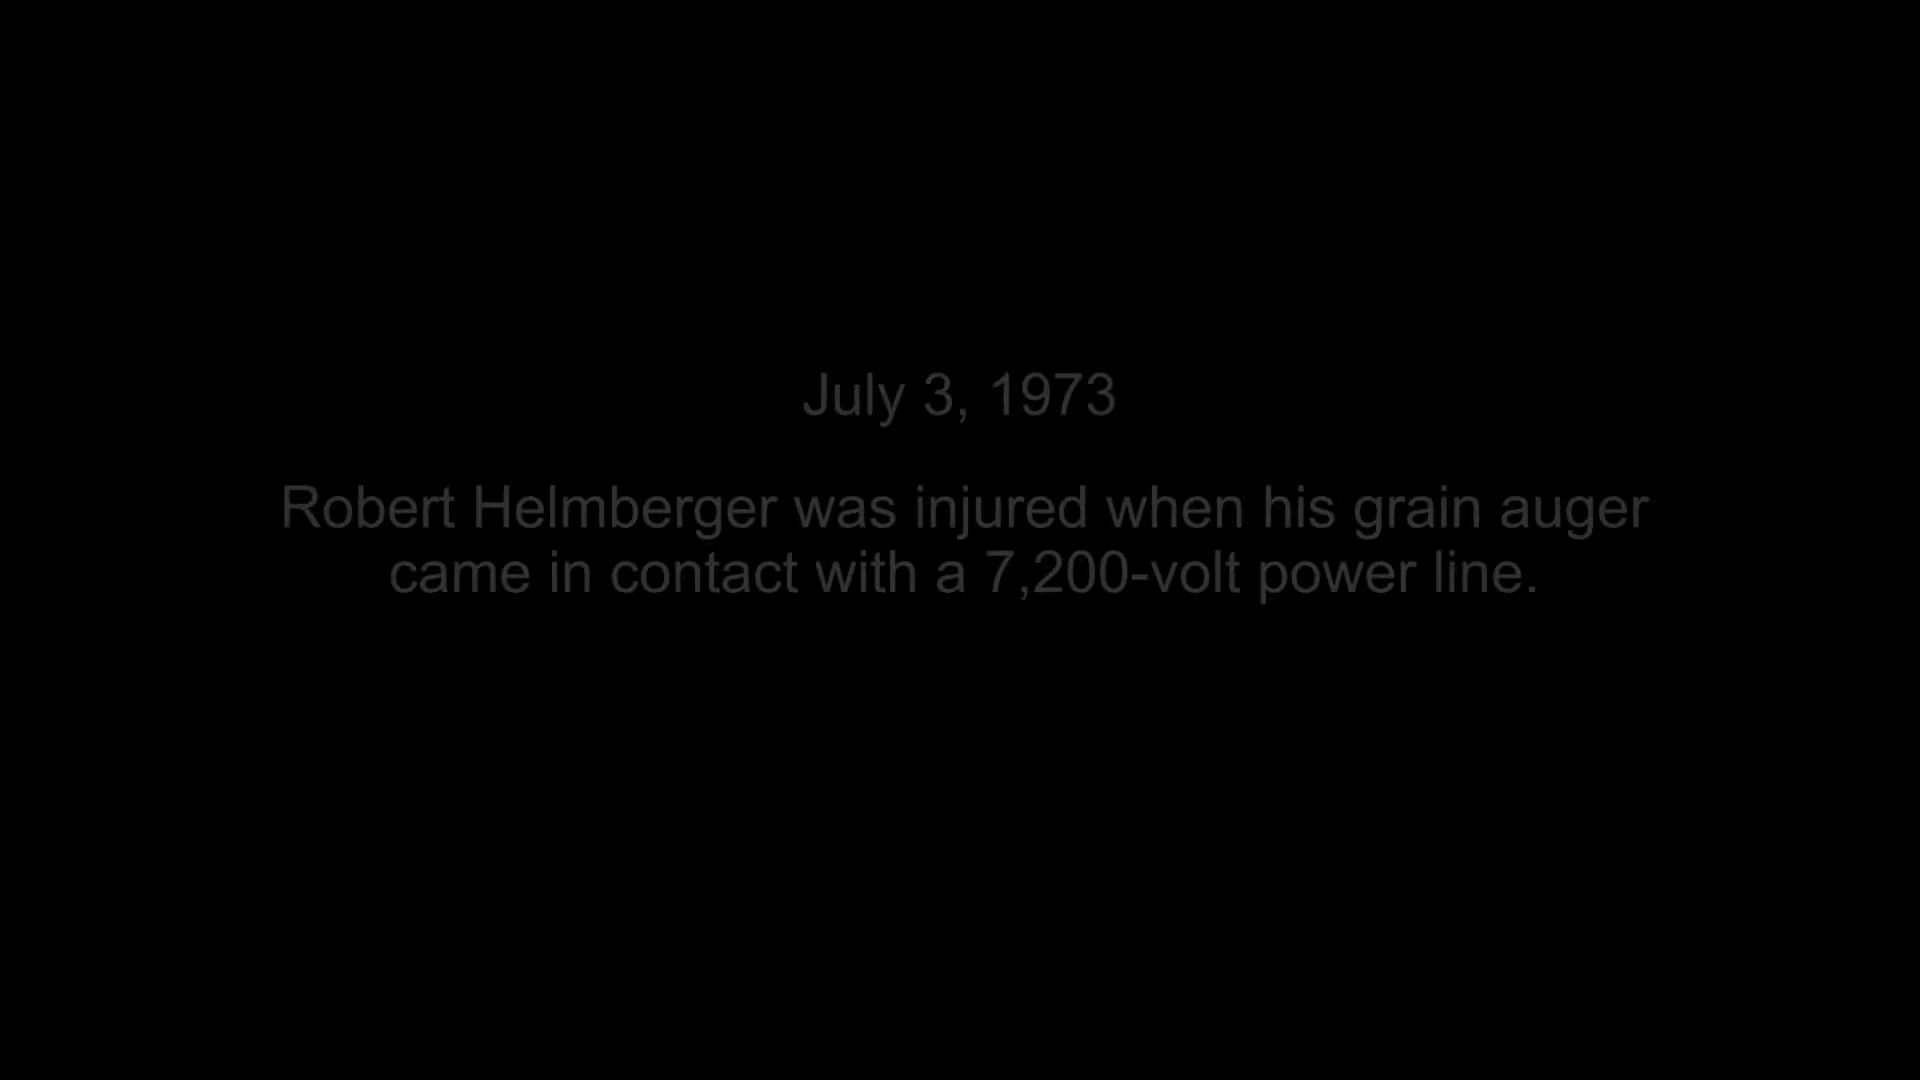 July 3, 1973
Robert Helmberger was injured when his grain auger
came in contact with a 7,200-volt power line.